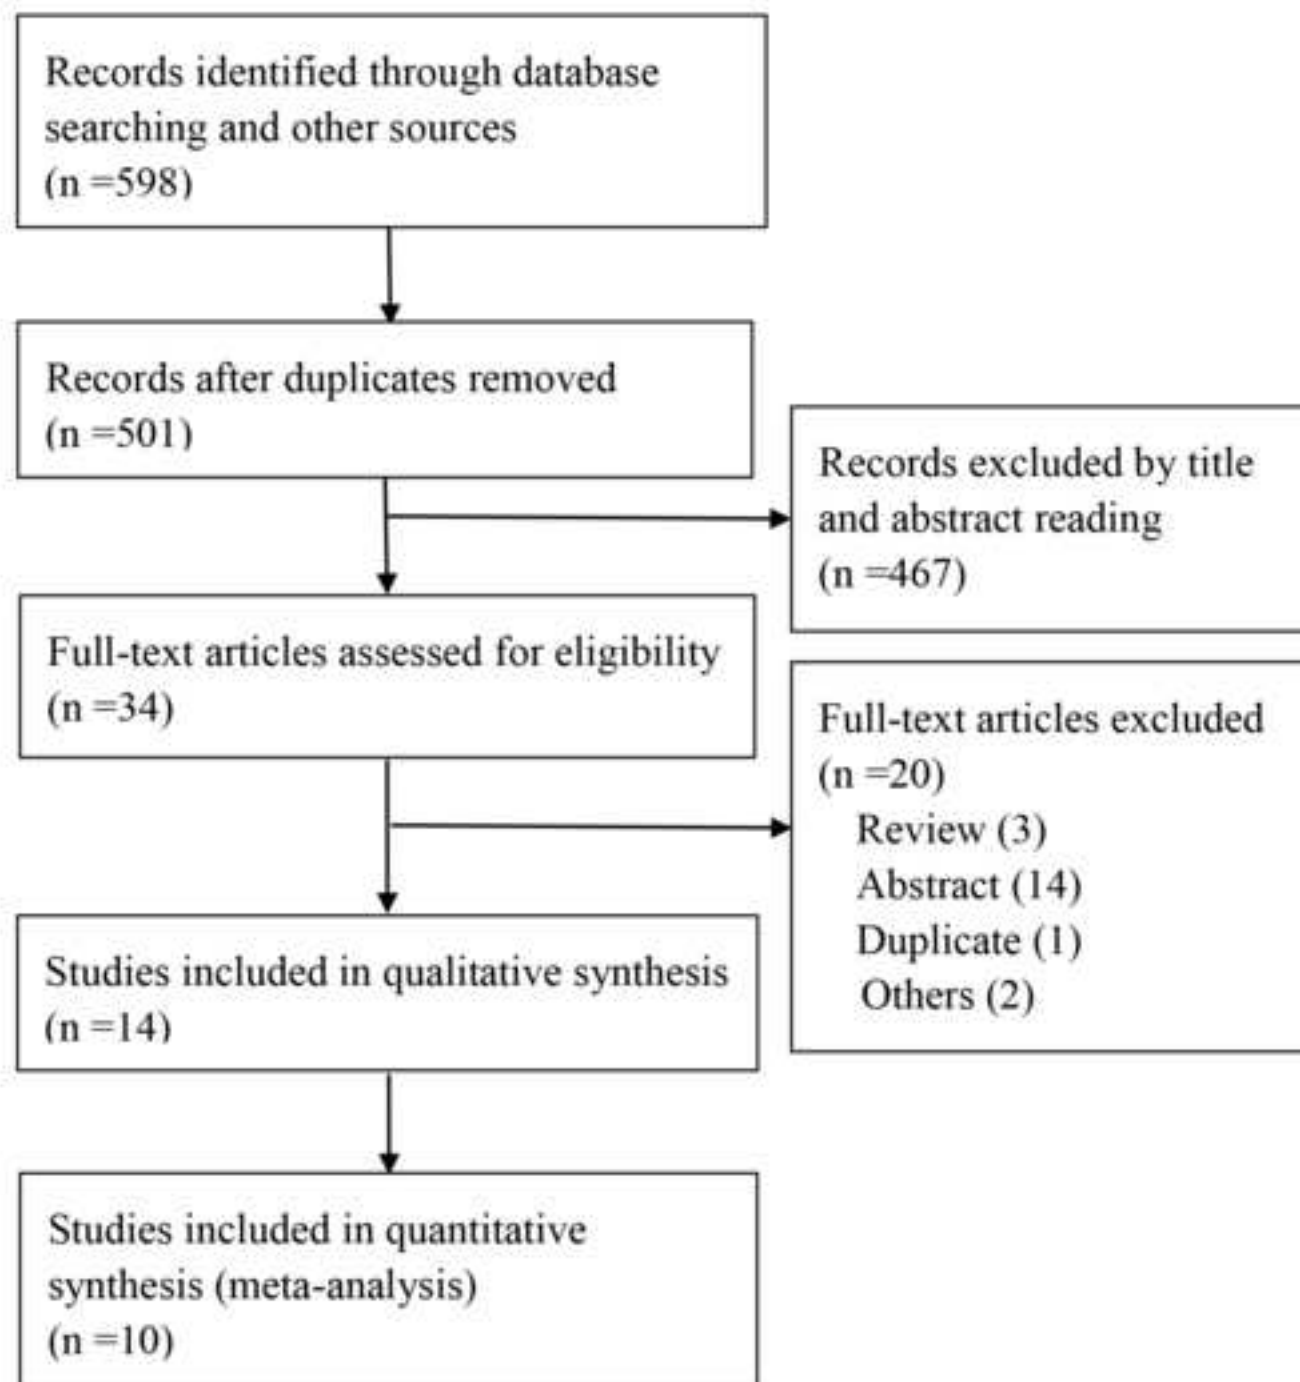 Records identified through database
searching and other sources
(n =598)
Records after duplicates removed
(n =501)
Records excluded by title
and abstract reading
(n =467)
Full-text articles assessed for eligibility
(n =34)
Full-text articles excluded
(n =20)
Review (3)
Abstract (14)
Duplicate (1)
Others (2)
Studies included in qualitative synthesis
(n =14)
Studies included in quantitative
synthesis (meta-analysis)
(n =10)